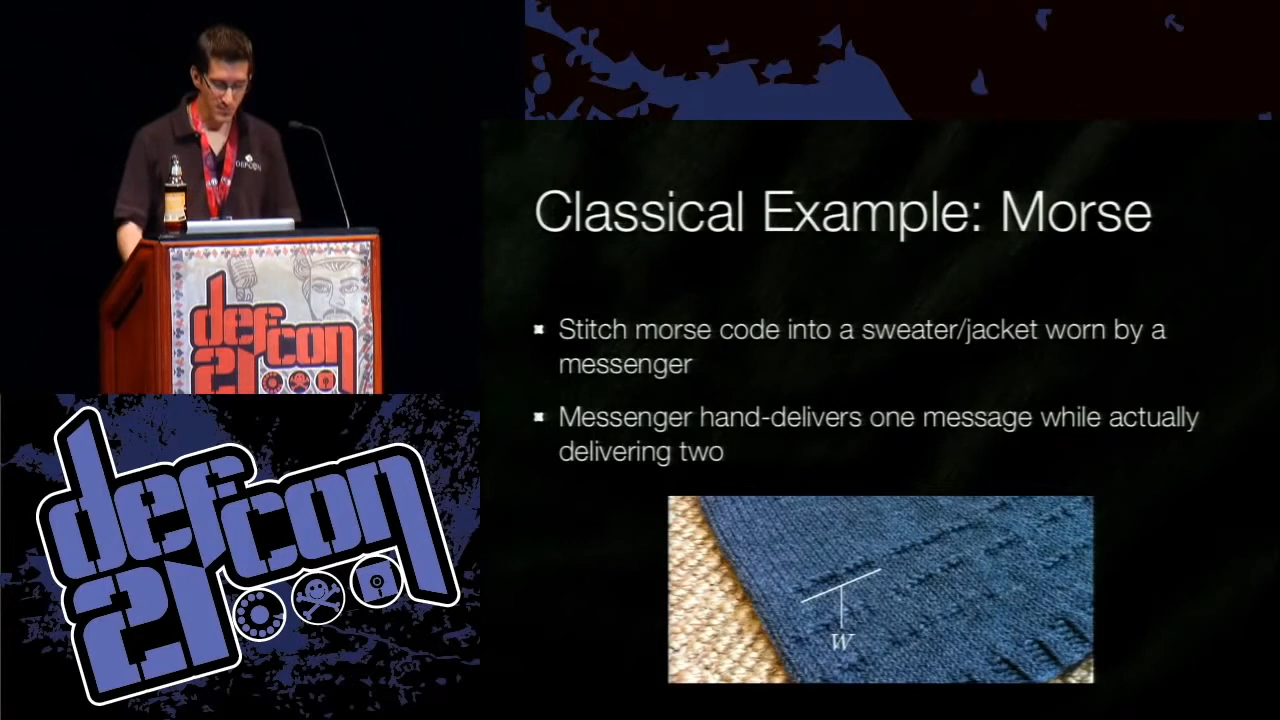 Classical Example: Morse
Stitch morse code into a sweater/jacket worn by a
messenger
Messenger hand-delivers one message while actually
delivering two
W
DEFCON
defcon
21
defcon
21